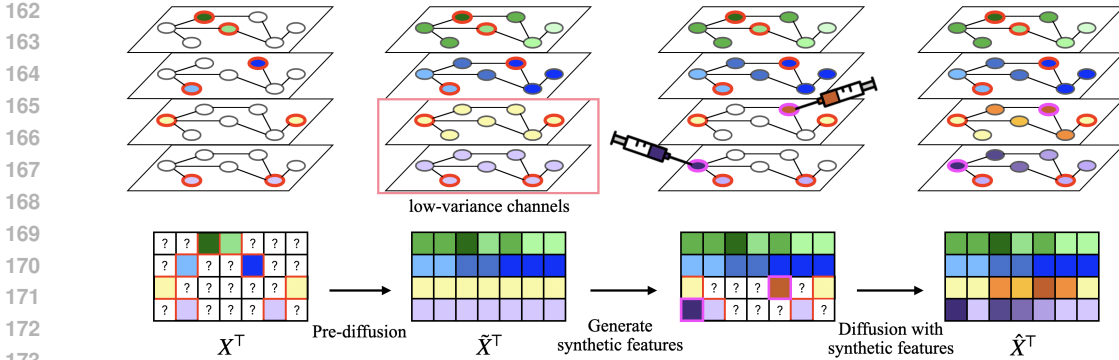 162
163
164
165
166
167
168
169
170
171
172
low-variance channels
? ? ? ? ?
? ? ? ? ?
? ? ? ? ?
? ? ? ? ?
? ? ? ?
? ? ? ?
X⊤
Pre-diffusion
X̃⊤
Generate
synthetic features
Diffusion with
synthetic features
X̂⊤